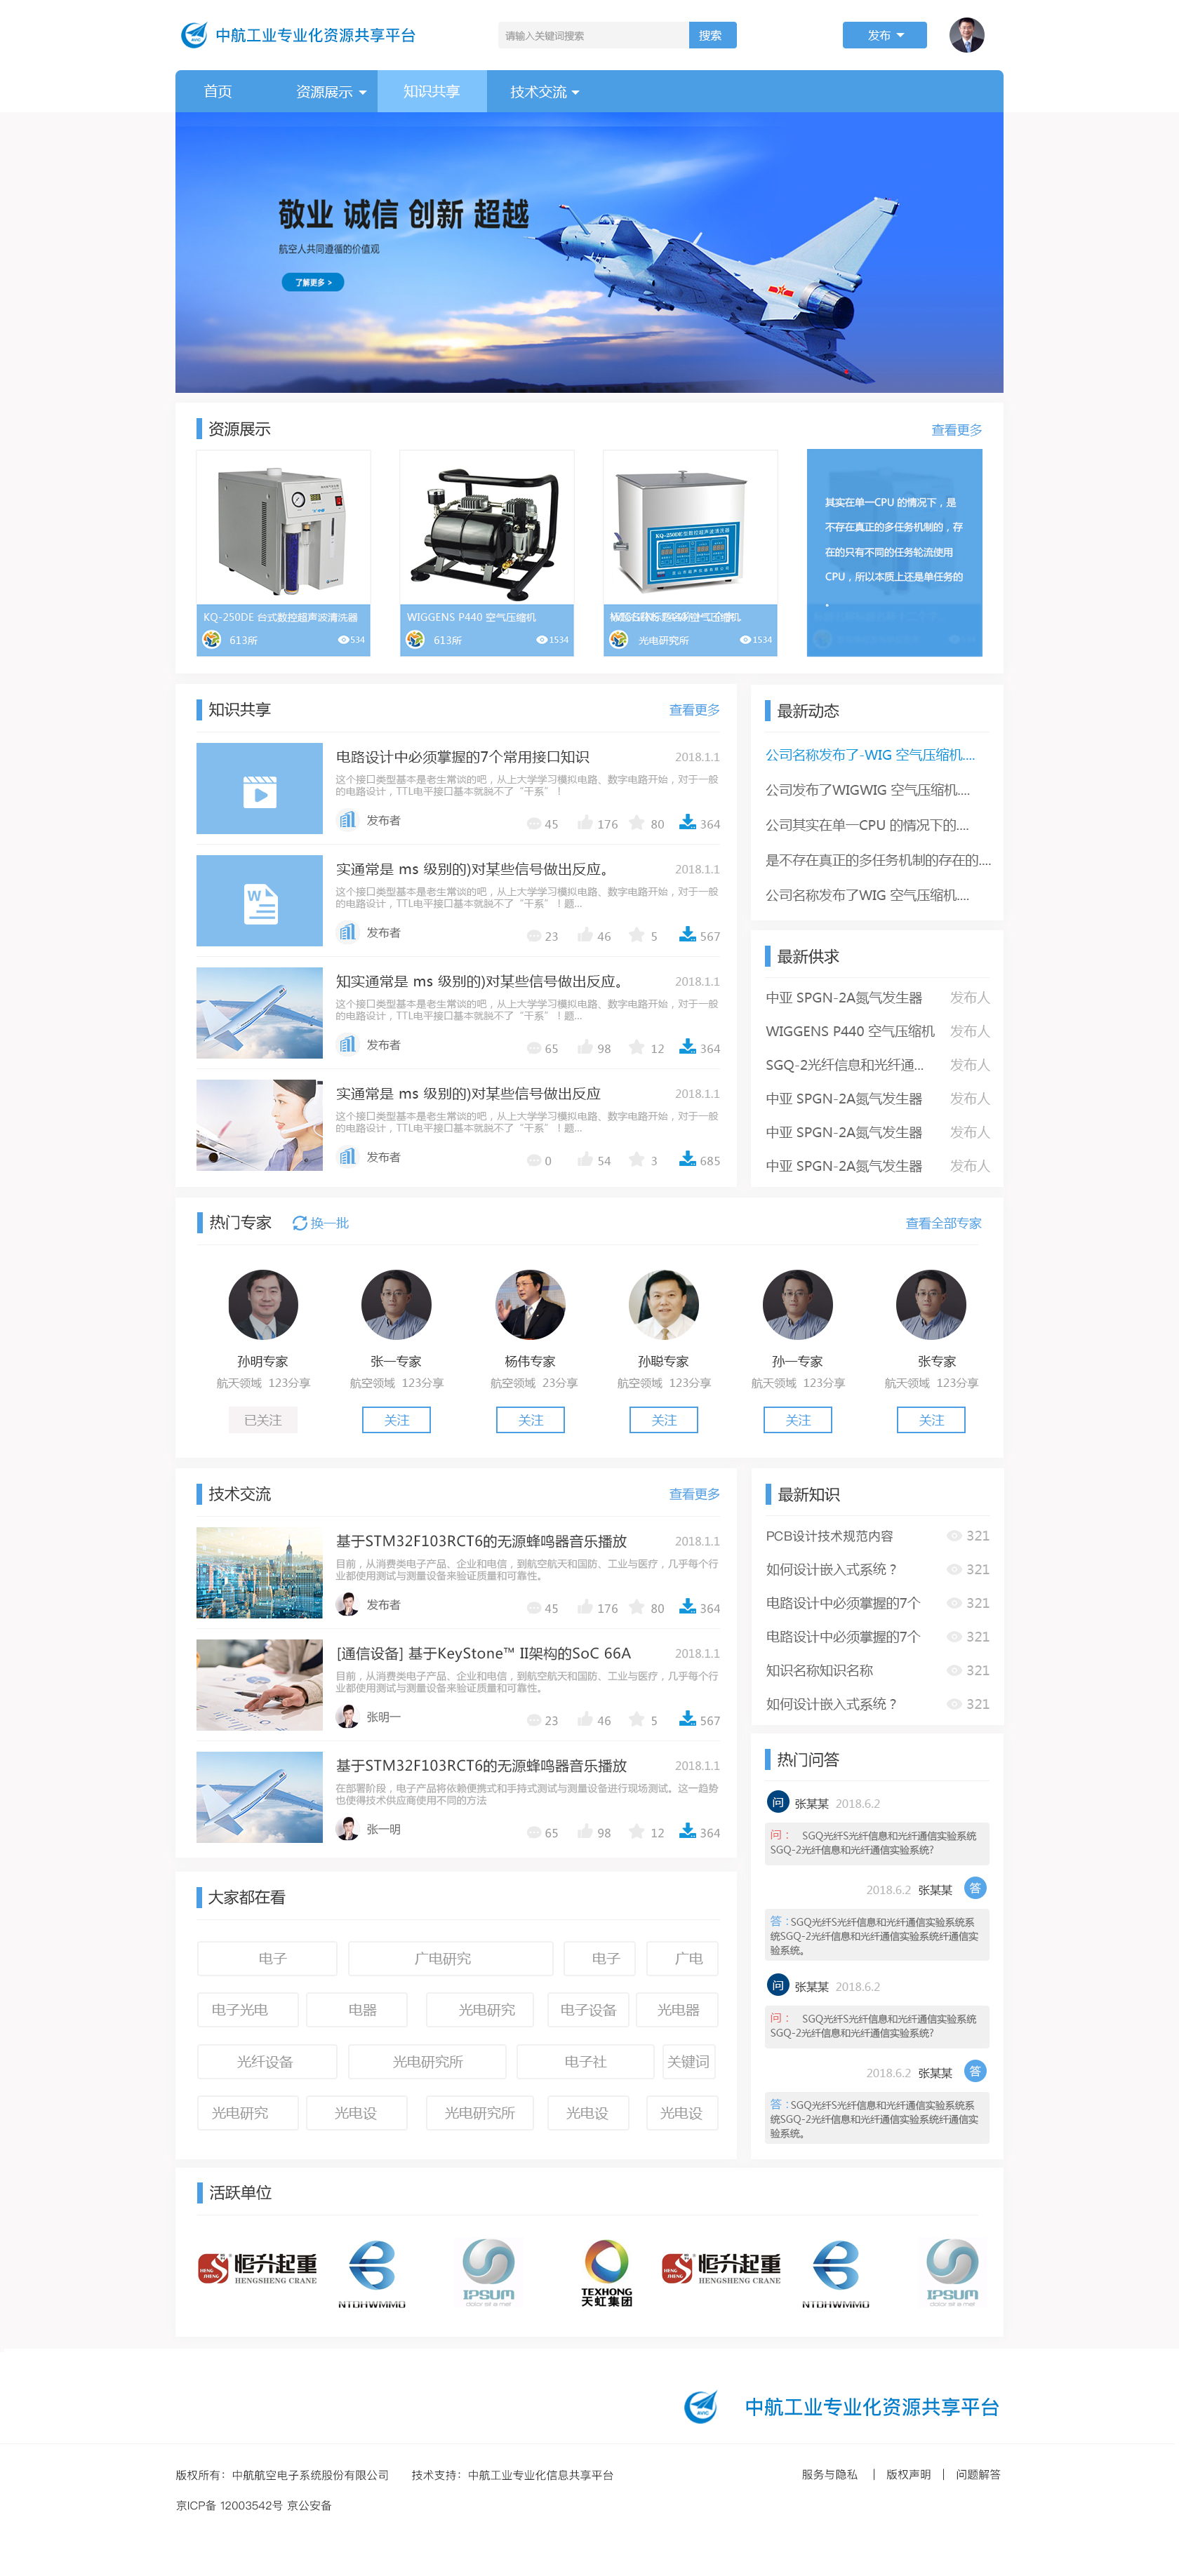 中航工业专业化资源共享平台
请输入关键词搜索
搜索
发布
首页
资源展示
知识共享
技术交流
敬业 诚信 创新 超越
航空人共同遵循的价值观
了解更多 >
资源展示
查看更多
KQ-250DE 台式数控超声波清洗器
613所
534
WIGGENS P440 空气压缩机
613所
1534
光电研究所
1534
其实在单一CPU 的情况下，是
不存在真正的多任务机制的，存
在的只有不同的任务轮流使用
CPU，所以本质上还是单任务的
。
知识共享
查看更多
电路设计中必须掌握的7个常用接口知识
2018.1.1
这个接口类型基本是老生常谈的吧，从上大学学习模拟电路、数字电路开始，对于一般
的电路设计，TTL电平接口基本就脱不了“干系”！
发布者
45 176 80 364
实通常是 ms 级别的)对某些信号做出反应。
2018.1.1
这个接口类型基本是老生常谈的吧，从上大学学习模拟电路、数字电路开始，对于一般
的电路设计，TTL电平接口基本就脱不了“干系”！题...
发布者
23 46 5 567
知实通常是 ms 级别的)对某些信号做出反应。
2018.1.1
这个接口类型基本是老生常谈的吧，从上大学学习模拟电路、数字电路开始，对于一般
的电路设计，TTL电平接口基本就脱不了“干系”！题...
发布者
65 98 12 364
实通常是 ms 级别的)对某些信号做出反应
2018.1.1
这个接口类型基本是老生常谈的吧，从上大学学习模拟电路、数字电路开始，对于一般
的电路设计，TTL电平接口基本就脱不了“干系”！题...
发布者
0 54 3 685
最新动态
公司名称发布了-WIG 空气压缩机....
公司发布了WIGWIG 空气压缩机....
公司其实在单一CPU 的情况下的....
是不存在真正的多任务机制的存在的....
公司名称发布了WIG 空气压缩机....
最新供求
中亚 SPGN-2A氮气发生器 发布人
WIGGENS P440 空气压缩机 发布人
SGQ-2光纤信息和光纤通... 发布人
中亚 SPGN-2A氮气发生器 发布人
中亚 SPGN-2A氮气发生器 发布人
中亚 SPGN-2A氮气发生器 发布人
热门专家
换一批
查看全部专家
孙明专家 张一专家 杨伟专家 孙聪专家 孙一专家 张专家
航天领域 123分享 航空领域 123分享 航空领域 23分享 航空领域 123分享 航天领域 123分享 航天领域 123分享
已关注 关注 关注 关注 关注 关注
技术交流
查看更多
基于STM32F103RCT6的无源蜂鸣器音乐播放
2018.1.1
目前，从消费类电子产品、企业和电信，到航空航天和国防、工业与医疗，几乎每个行
业都使用测试与测量设备来验证质量和可靠性。
发布者
45 176 80 364
[通信设备] 基于KeyStone™ II架构的SoC 66A
2018.1.1
目前，从消费类电子产品、企业和电信，到航空航天和国防、工业与医疗，几乎每个行
业都使用测试与测量设备来验证质量和可靠性。
张明一
23 46 5 567
基于STM32F103RCT6的无源蜂鸣器音乐播放
2018.1.1
在部署阶段，电子产品将依赖便携式和手持式测试与测量设备进行现场测试。这一趋势
也使得技术供应商使用不同的方法
张一明
65 98 12 364
最新知识
PCB设计技术规范内容 321
如何设计嵌入式系统？ 321
电路设计中必须掌握的7个 321
电路设计中必须掌握的7个 321
知识名称知识名称 321
如何设计嵌入式系统？ 321
热门问答
问 张某某 2018.6.2
问： SGQ光纤S光纤信息和光纤通信实验系统
SGQ-2光纤信息和光纤通信实验系统?
2018.6.2 张某某 答
答：SGQ光纤S光纤信息和光纤通信实验系统系
统SGQ-2光纤信息和光纤通信实验系统纤通信实
验系统。
问 张某某 2018.6.2
问： SGQ光纤S光纤信息和光纤通信实验系统
SGQ-2光纤信息和光纤通信实验系统?
2018.6.2 张某某 答
答：SGQ光纤S光纤信息和光纤通信实验系统系
统SGQ-2光纤信息和光纤通信实验系统纤通信实
验系统。
大家都在看
电子 广电研究 电子 广电
电子光电 电器 光电研究 电子设备 光电器
光纤设备 光电研究所 电子社 关键词
光电研究 光电设 光电研究所 光电设 光电设
活跃单位
恒升起重
HENGSHENG CRANE
NTDHWMMG
IPSUM
dolor sit a met
TEXHONG
天虹集团
恒升起重
HENGSHENG CRANE
NTDHWMMG
IPSUM
dolor sit a met
中航工业专业化资源共享平台
版权所有：中航航空电子系统股份有限公司 技术支持：中航工业专业化信息共享平台
服务与隐私 | 版权声明 | 问题解答
京ICP备 12003542号 京公安备